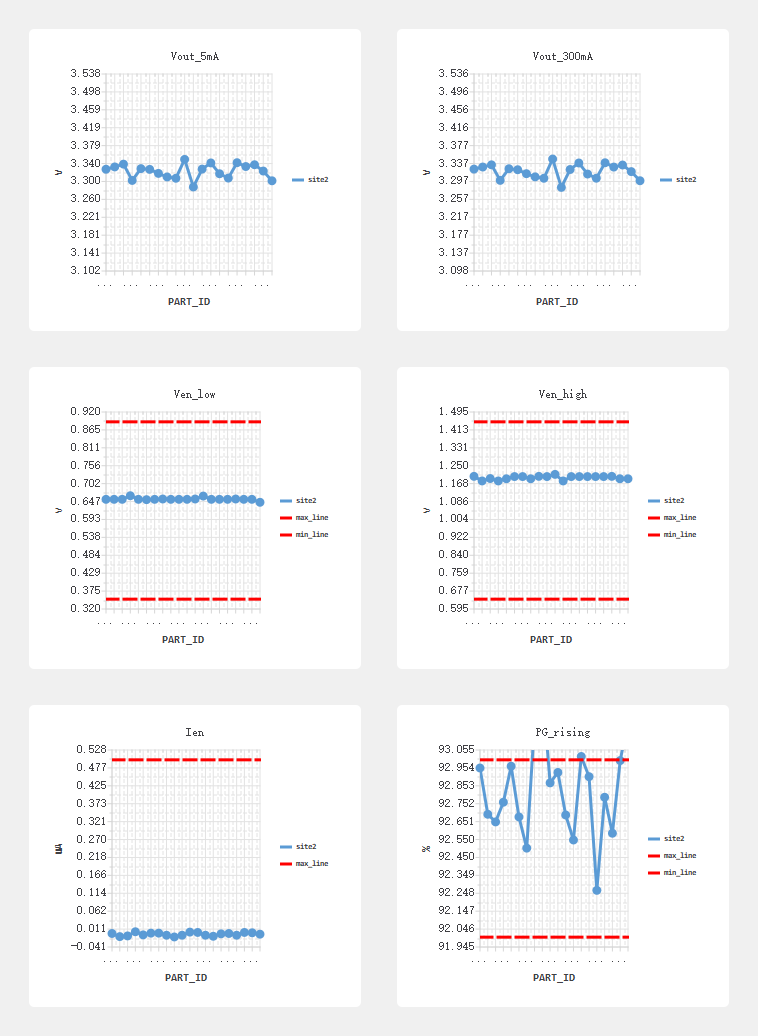 Vout_5mA
3.538
3.498
3.459
3.419
3.379
3.340
3.300
3.260
3.221
3.181
3.141
3.102
V
site2
... ... ... ... ...
PART_ID
Vout_300mA
3.536
3.496
3.456
3.416
3.377
3.337
3.297
3.257
3.217
3.177
3.137
3.098
V
site2
... ... ... ... ...
PART_ID
Ven_low
0.920
0.865
0.811
0.756
0.702
0.647
0.593
0.538
0.484
0.429
0.375
0.320
V
site2
max_line
min_line
... ... ... ... ...
PART_ID
Ven_high
1.495
1.413
1.331
1.250
1.168
1.086
1.004
0.922
0.840
0.759
0.677
0.595
V
site2
max_line
min_line
... ... ... ... ...
PART_ID
Ien
0.528
0.477
0.425
0.373
0.321
0.270
0.218
0.166
0.114
0.062
0.011
-0.041
site2
max_line
... ... ... ... ...
PART_ID
PG_rising
93.055
92.954
92.853
92.752
92.651
92.550
92.450
92.349
92.248
92.147
92.046
91.945
%
site2
max_line
min_line
... ... ... ... ...
PART_ID